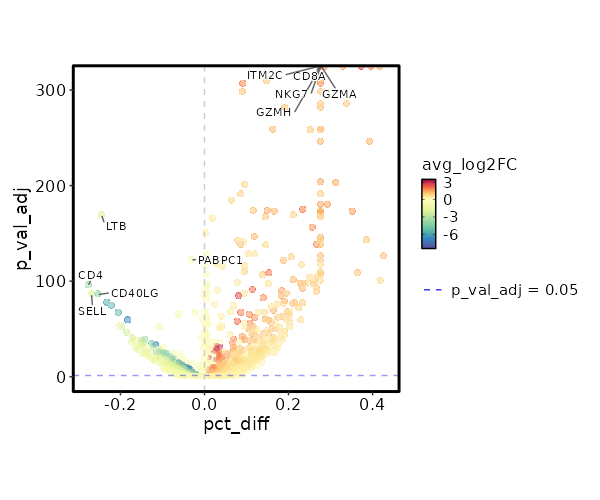 ITM2C
CD8A
NKG7
GZMA
GZMH
LTB
PABPC1
CD4
CD40LG
SELL
300
200
100
0
p_val_adj
-0.2
0.0
0.2
0.4
pct_diff
avg_log2FC
3
0
-3
-6
p_val_adj = 0.05